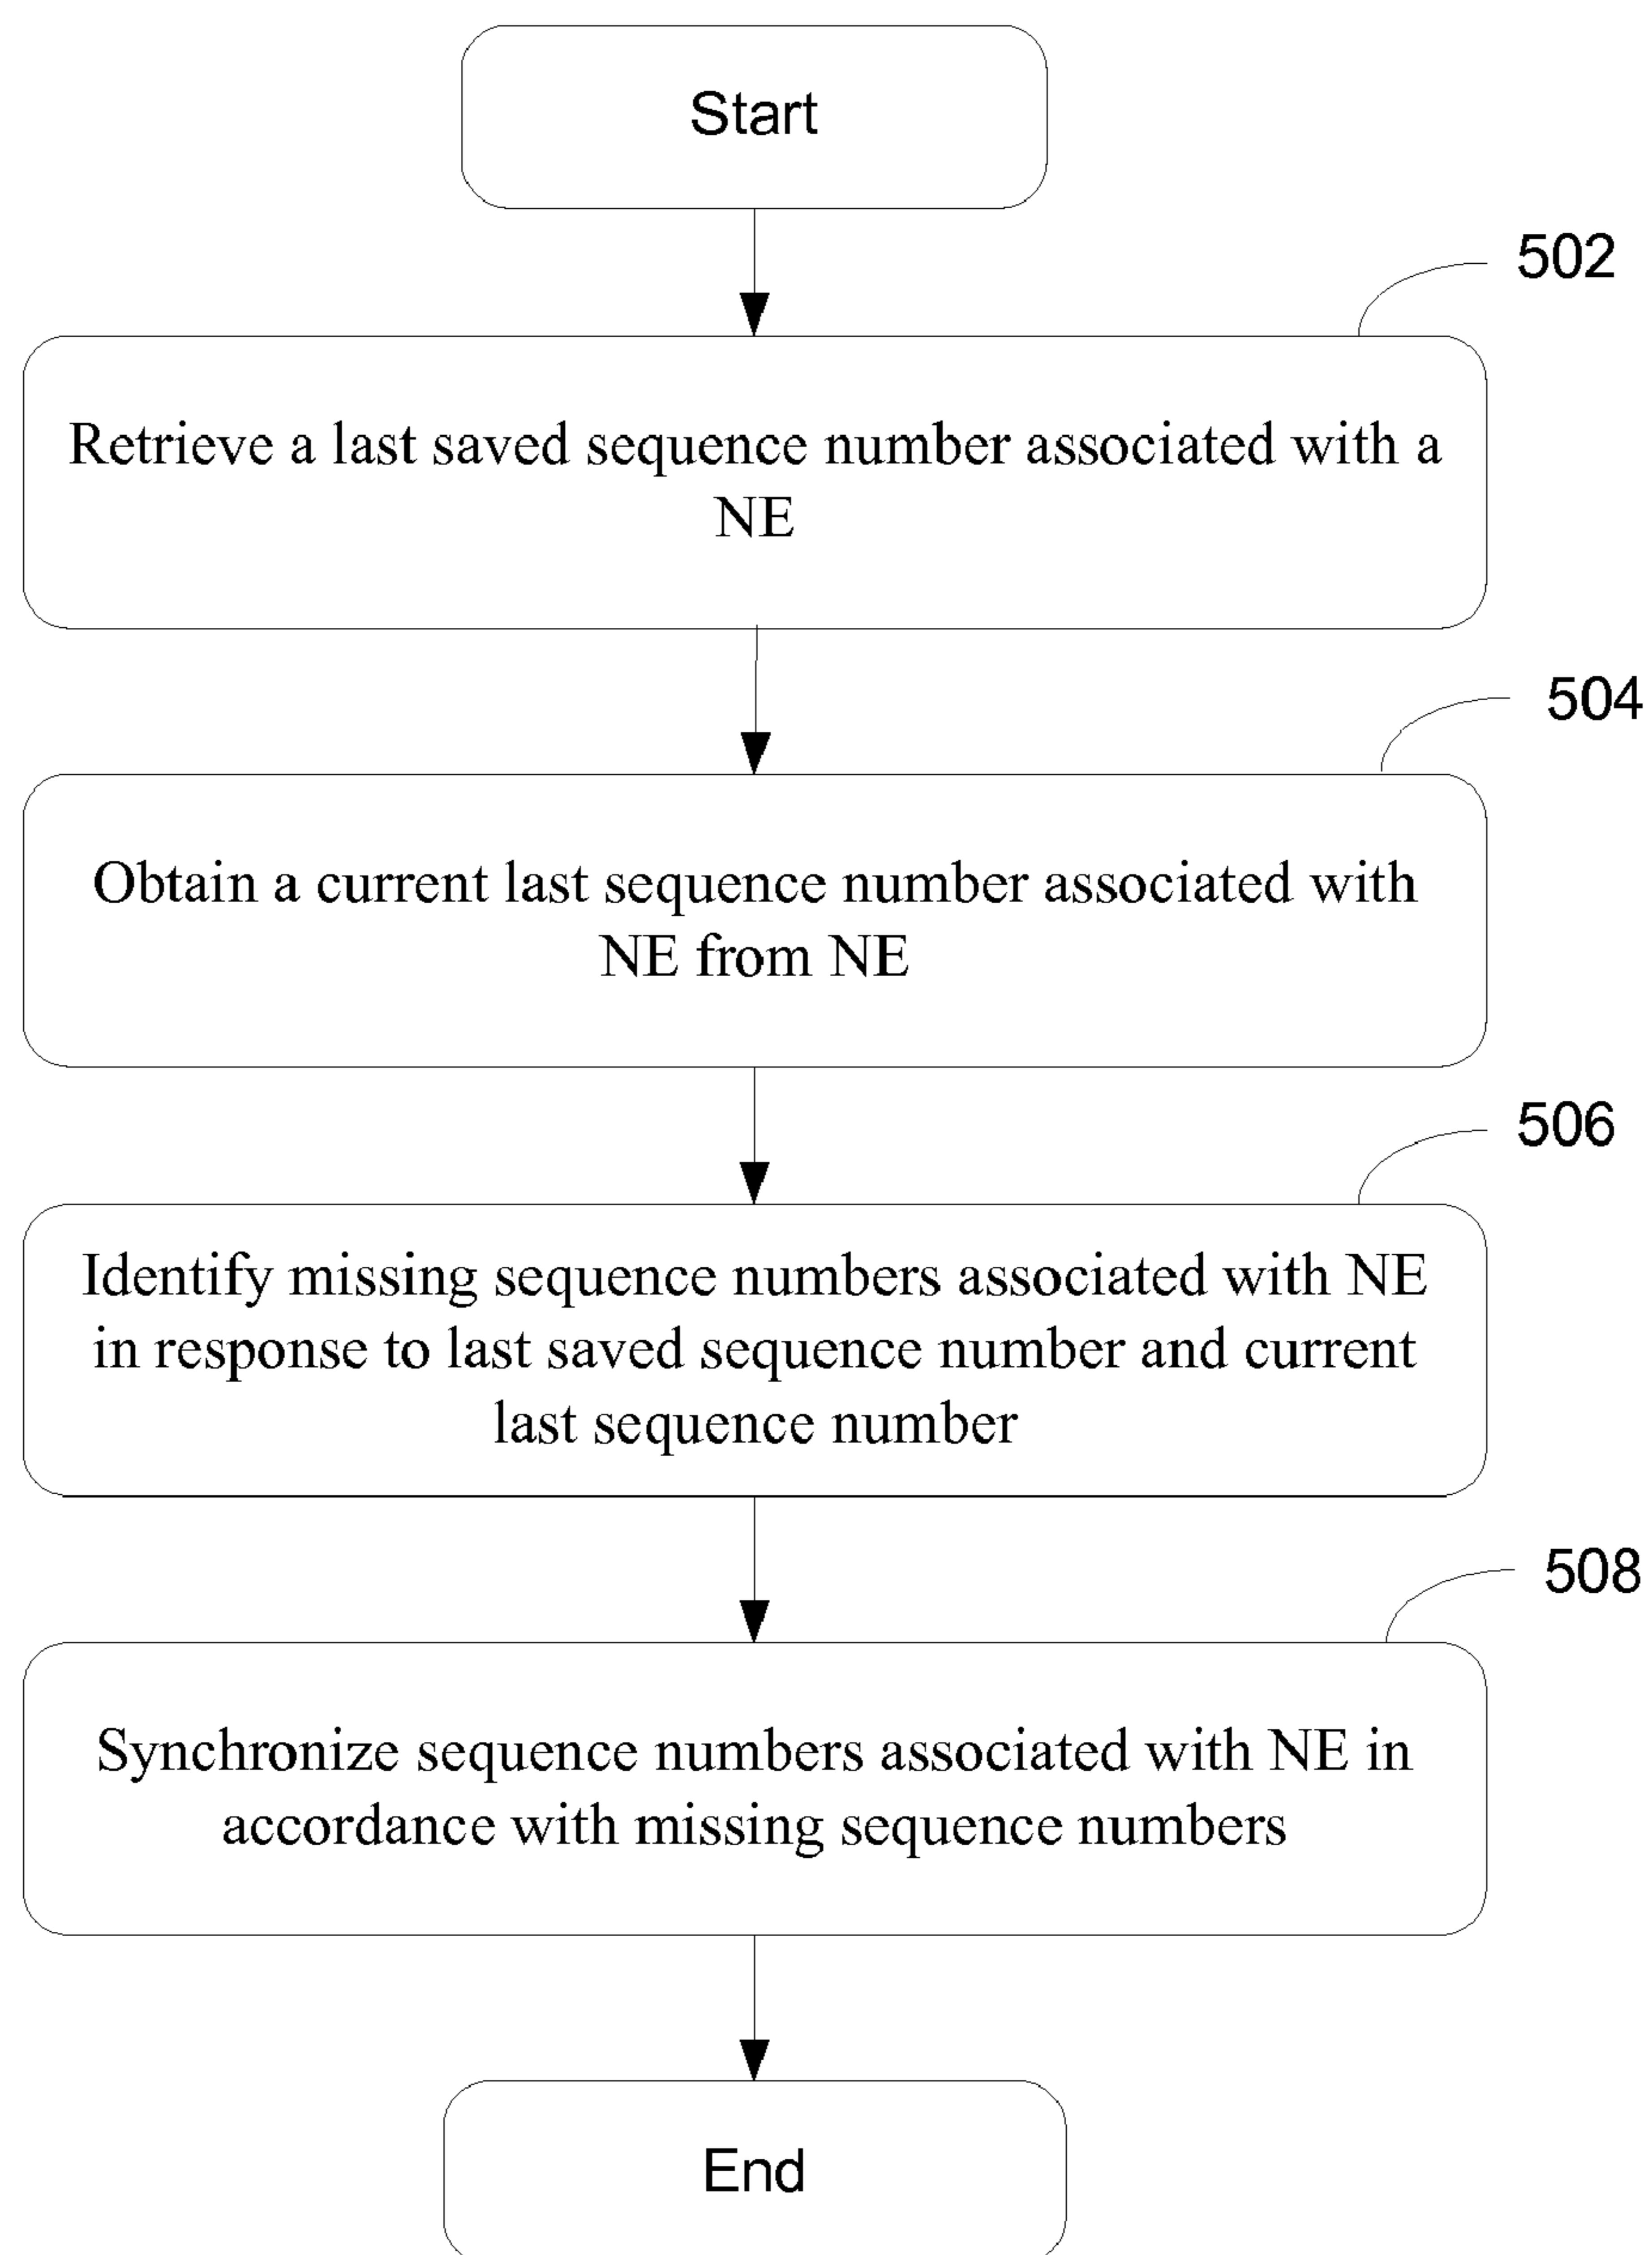 Start
502
Retrieve a last saved sequence number associated with a
NE
504
Obtain a current last sequence number associated with
NE from NE
506
Identify missing sequence numbers associated with NE
in response to last saved sequence number and current
last sequence number
508
Synchronize sequence numbers associated with NE in
accordance with missing sequence numbers
End